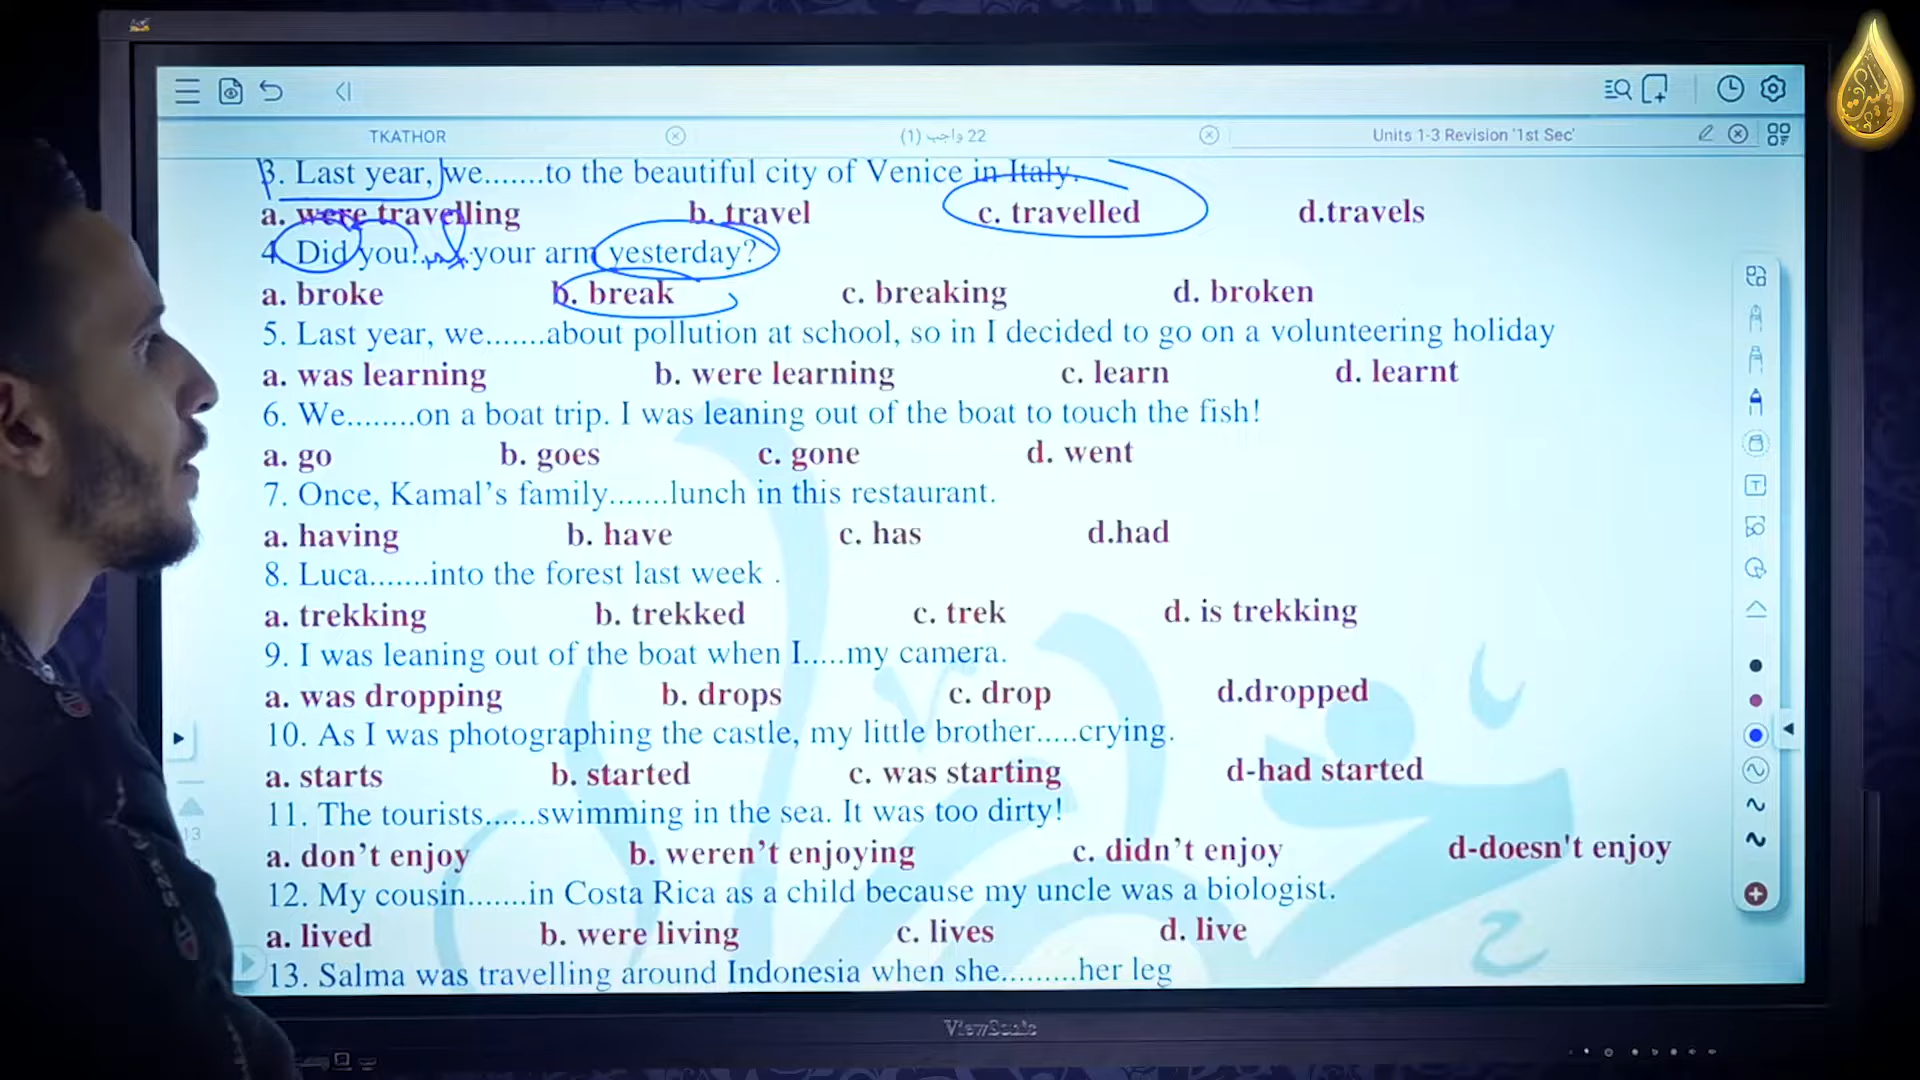 TKATHOR
22 واجب (1)
Units 1-3 Revision '1st Sec'
3. Last year, we.......to the beautiful city of Venice in Italy.
a. were travelling b. travel c. travelled d.travels
4. Did you.......your arm yesterday?
a. broke b. break c. breaking d. broken
5. Last year, we.......about pollution at school, so in I decided to go on a volunteering holiday
a. was learning b. were learning c. learn d. learnt
6. We........on a boat trip. I was leaning out of the boat to touch the fish!
a. go b. goes c. gone d. went
7. Once, Kamal’s family.......lunch in this restaurant.
a. having b. have c. has d.had
8. Luca.......into the forest last week .
a. trekking b. trekked c. trek d. is trekking
9. I was leaning out of the boat when I.....my camera.
a. was dropping b. drops c. drop d.dropped
10. As I was photographing the castle, my little brother.....crying.
a. starts b. started c. was starting d-had started
11. The tourists......swimming in the sea. It was too dirty!
a. don’t enjoy b. weren’t enjoying c. didn’t enjoy d-doesn't enjoy
12. My cousin.......in Costa Rica as a child because my uncle was a biologist.
a. lived b. were living c. lives d. live
13. Salma was travelling around Indonesia when she.........her leg
13
ViewSonic